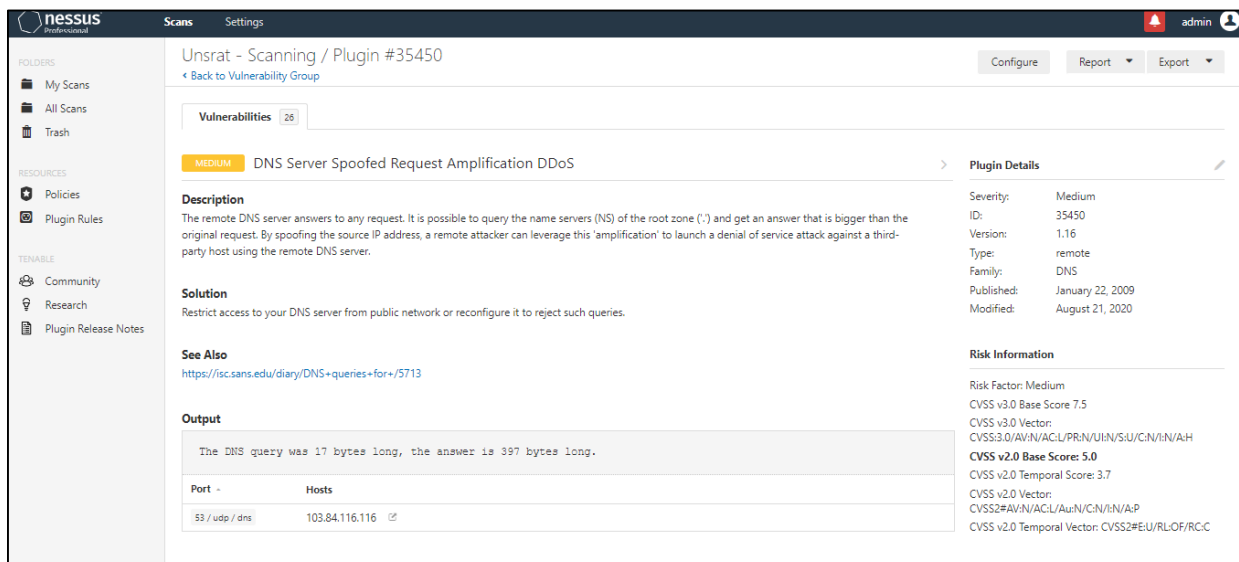 nessus
Professional
Scans
Settings
admin
FOLDERS
My Scans
All Scans
Trash
RESOURCES
Policies
Plugin Rules
TENABLE
Community
Research
Plugin Release Notes
Unsrat - Scanning / Plugin #35450
‹ Back to Vulnerability Group
Configure
Report
Export
Vulnerabilities 26
MEDIUM DNS Server Spoofed Request Amplification DDoS
Description
The remote DNS server answers to any request. It is possible to query the name servers (NS) of the root zone ('.') and get an answer that is bigger than the
original request. By spoofing the source IP address, a remote attacker can leverage this 'amplification' to launch a denial of service attack against a third-
party host using the remote DNS server.
Solution
Restrict access to your DNS server from public network or reconfigure it to reject such queries.
See Also
https://isc.sans.edu/diary/DNS+queries+for+/5713
Output
The DNS query was 17 bytes long, the answer is 397 bytes long.
Port Hosts
53 / udp / dns 103.84.116.116
Plugin Details
Severity: Medium
ID: 35450
Version: 1.16
Type: remote
Family: DNS
Published: January 22, 2009
Modified: August 21, 2020
Risk Information
Risk Factor: Medium
CVSS v3.0 Base Score 7.5
CVSS v3.0 Vector:
CVSS:3.0/AV:N/AC:L/PR:N/UI:N/S:U/C:N/I:N/A:H
CVSS v2.0 Base Score: 5.0
CVSS v2.0 Temporal Score: 3.7
CVSS v2.0 Vector:
CVSS2#AV:N/AC:L/Au:N/C:N/I:N/A:P
CVSS v2.0 Temporal Vector: CVSS2#E:U/RL:OF/RC:C